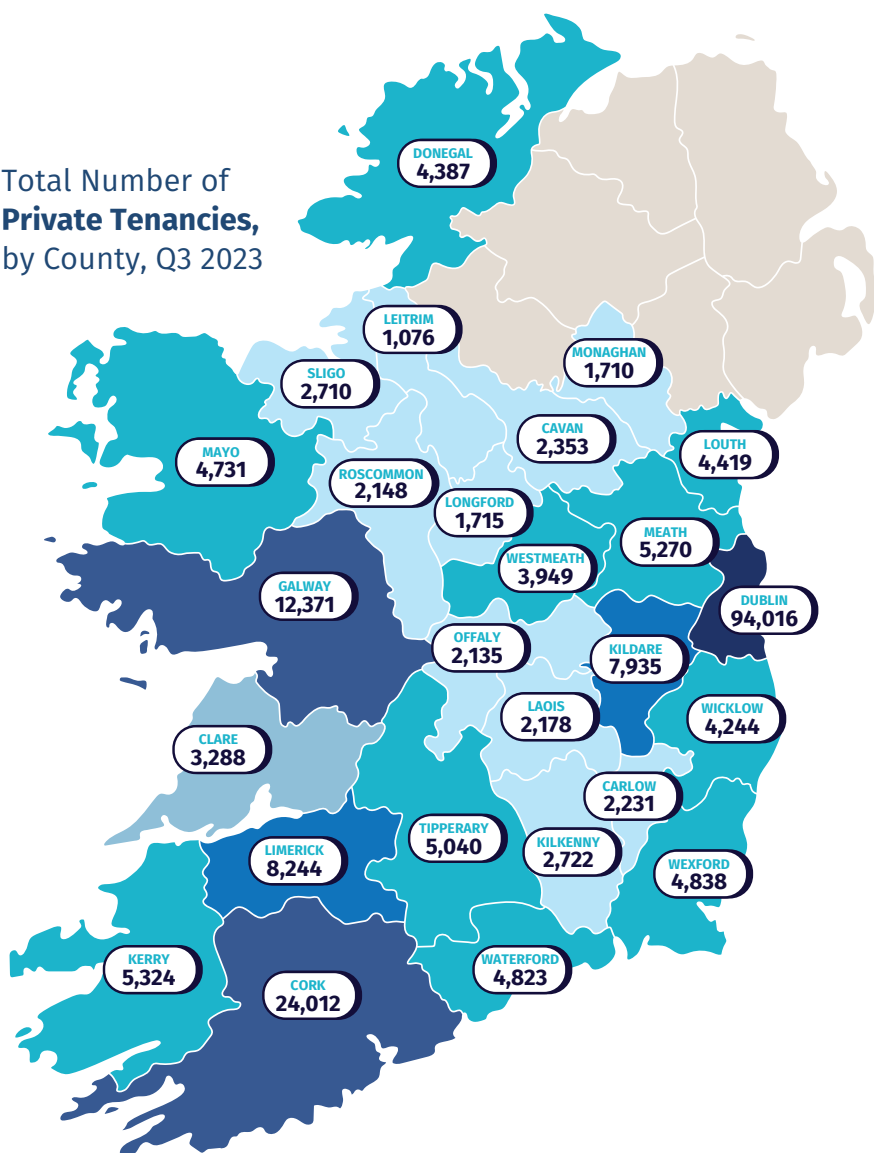 Total Number of
Private Tenancies,
by County, Q3 2023
DONEGAL
4,387
LEITRIM
1,076
MONAGHAN
1,710
SLIGO
2,710
CAVAN
2,353
LOUTH
4,419
MAYO
4,731
ROSCOMMON
2,148
LONGFORD
1,715
MEATH
5,270
WESTMEATH
3,949
GALWAY
12,371
DUBLIN
94,016
OFFALY
2,135
KILDARE
7,935
LAOIS
2,178
WICKLOW
4,244
CLARE
3,288
CARLOW
2,231
TIPPERARY
5,040
KILKENNY
2,722
LIMERICK
8,244
WEXFORD
4,838
KERRY
5,324
WATERFORD
4,823
CORK
24,012